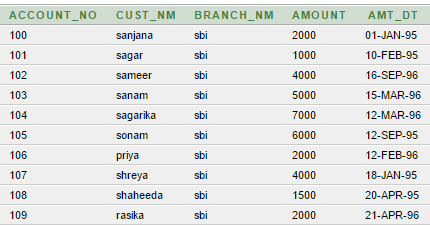 ACCOUNT_NO CUST_NM BRANCH_NM AMOUNT AMT_DT
100 sanjana sbi 2000 01-JAN-95
101 sagar sbi 1000 10-FEB-95
102 sameer sbi 4000 16-SEP-96
103 sanam sbi 5000 15-MAR-96
104 sagarika sbi 7000 12-MAR-96
105 sonam sbi 6000 12-SEP-95
106 priya sbi 2000 12-FEB-96
107 shreya sbi 4000 18-JAN-95
108 shaheeda sbi 1500 20-APR-95
109 rasika sbi 2000 21-APR-96